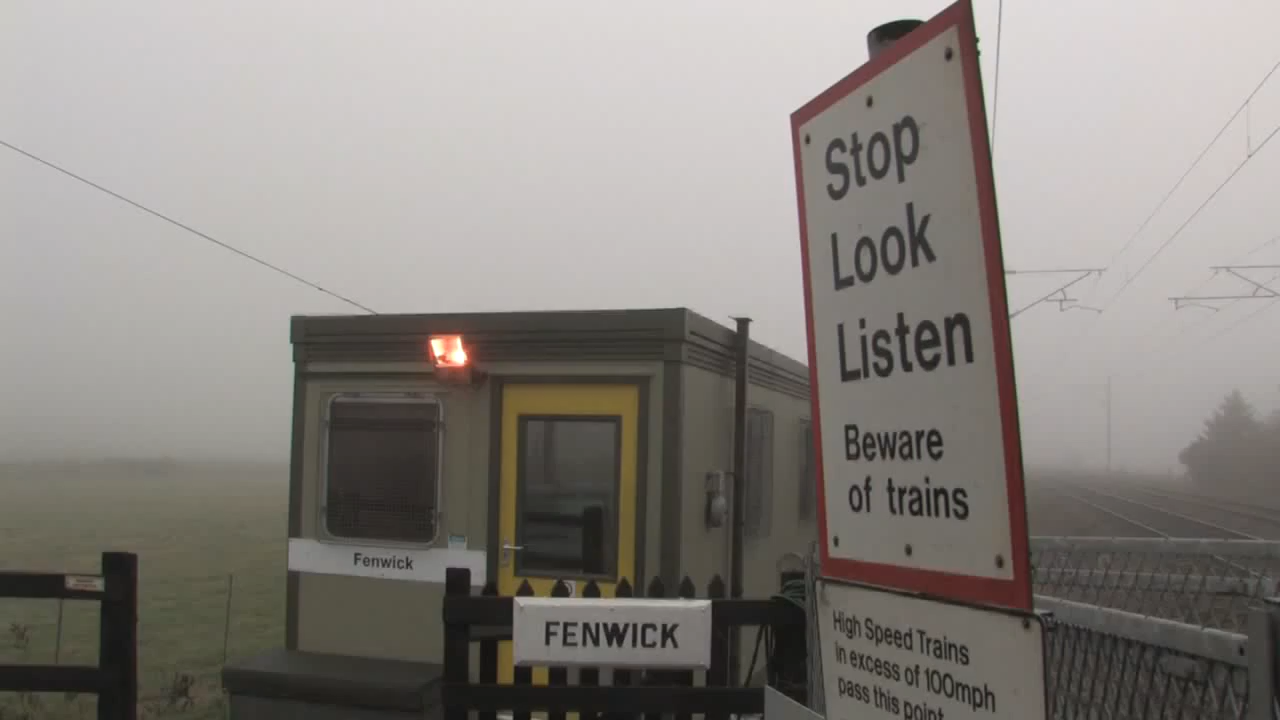 Stop
Look
Listen
Beware
of trains
High Speed Trains
in excess of 100mph
pass this point
Fenwick
FENWICK